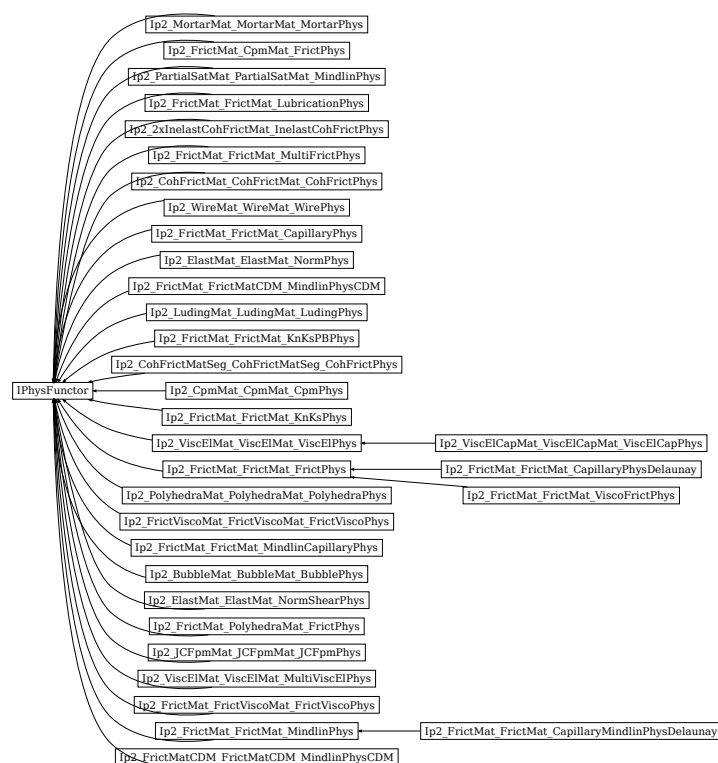 Ip2_MortarMat_MortarMat_MortarPhys
Ip2_FrictMat_CpmMat_FrictPhys
Ip2_PartialSatMat_PartialSatMat_MindlinPhys
Ip2_FrictMat_FrictMat_LubricationPhys
Ip2_2xInelastCohFrictMat_InelastCohFrictPhys
Ip2_FrictMat_FrictMat_MultiFrictPhys
Ip2_CohFrictMat_CohFrictMat_CohFrictPhys
Ip2_WireMat_WireMat_WirePhys
Ip2_FrictMat_FrictMat_CapillaryPhys
Ip2_ElastMat_ElastMat_NormPhys
Ip2_FrictMat_FrictMatCDM_MindlinPhysCDM
Ip2_LudingMat_LudingMat_LudingPhys
Ip2_FrictMat_FrictMat_KnKsPBPhys
Ip2_CohFrictMatSeg_CohFrictMatSeg_CohFrictPhys
IPhysFunctor
Ip2_CpmMat_CpmMat_CpmPhys
Ip2_FrictMat_FrictMat_KnKsPhys
Ip2_ViscElMat_ViscElMat_ViscElPhys
Ip2_ViscElCapMat_ViscElCapMat_ViscElCapPhys
Ip2_FrictMat_FrictMat_FrictPhys
Ip2_FrictMat_FrictMat_CapillaryPhysDelaunay
Ip2_PolyhedraMat_PolyhedraMat_PolyhedraPhys
Ip2_FrictMat_FrictMat_ViscoFrictPhys
Ip2_FrictViscoMat_FrictViscoMat_FrictViscoPhys
Ip2_FrictMat_FrictMat_MindlinCapillaryPhys
Ip2_BubbleMat_BubbleMat_BubblePhys
Ip2_ElastMat_ElastMat_NormShearPhys
Ip2_FrictMat_PolyhedraMat_FrictPhys
Ip2_JCFpmMat_JCFpmMat_JCFpmPhys
Ip2_ViscElMat_ViscElMat_MultiViscElPhys
Ip2_FrictMat_FrictViscoMat_FrictViscoPhys
Ip2_FrictMat_FrictMat_MindlinPhys
Ip2_FrictMat_FrictMat_CapillaryMindlinPhysDelaunay
Ip2_FrictMatCDM_FrictMatCDM_MindlinPhysCDM